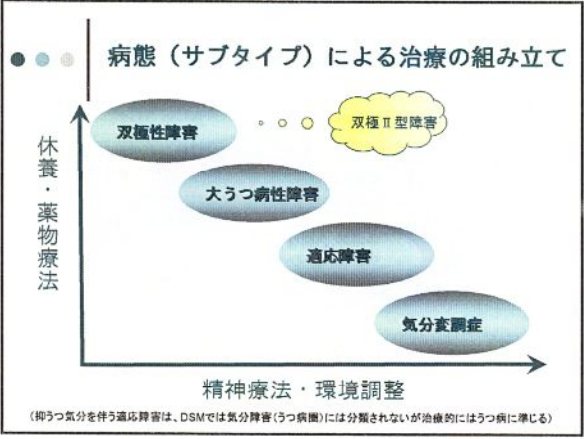 病態(サブタイプ)による治療の組み立て
休養・薬物療法
双極性障害
双極Ⅱ型障害
大うつ病性障害
適応障害
気分変調症
精神療法・環境調整
(抑うつ気分を伴う適応障害は、DSMでは気分障害(うつ病圏)には分類されないが治療的にはうつ病に準じる)